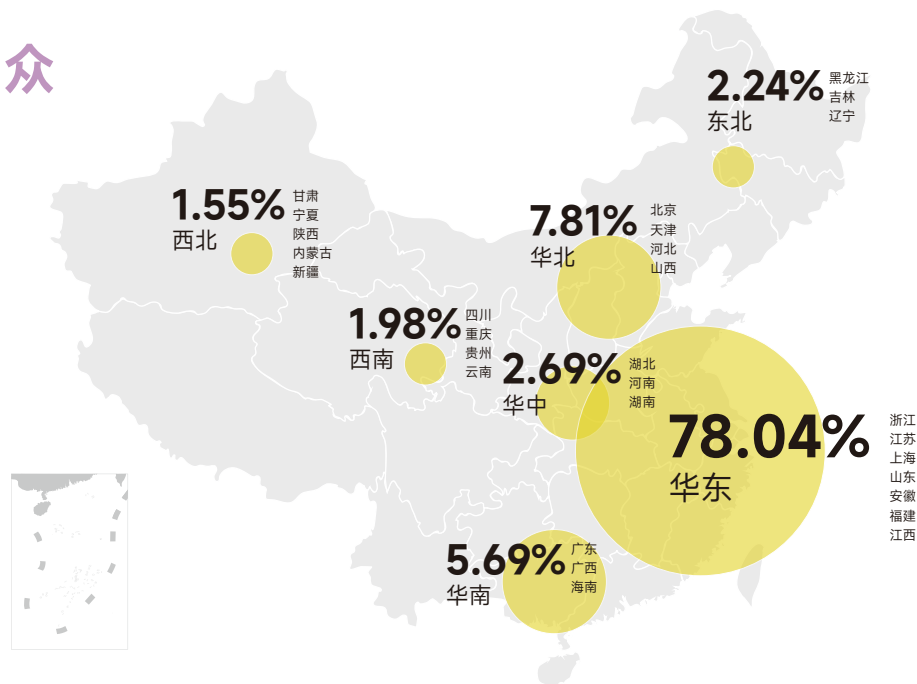 众
2.24%
东北
黑龙江
吉林
辽宁
1.55%
西北
甘肃
宁夏
陕西
内蒙古
新疆
7.81%
华北
北京
天津
河北
山西
1.98%
西南
四川
重庆
贵州
云南
2.69%
华中
湖北
河南
湖南
78.04%
华东
浙江
江苏
上海
山东
安徽
福建
江西
5.69%
华南
广东
广西
海南